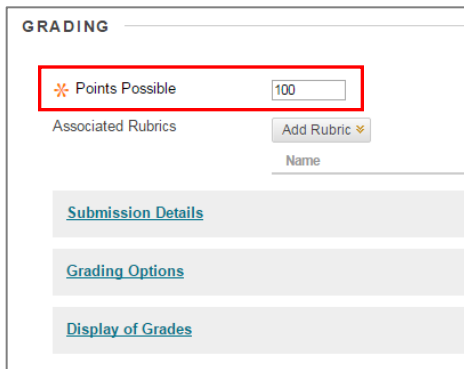 GRADING
Points Possible 100
Associated Rubrics Add Rubric
Name
Submission Details
Grading Options
Display of Grades